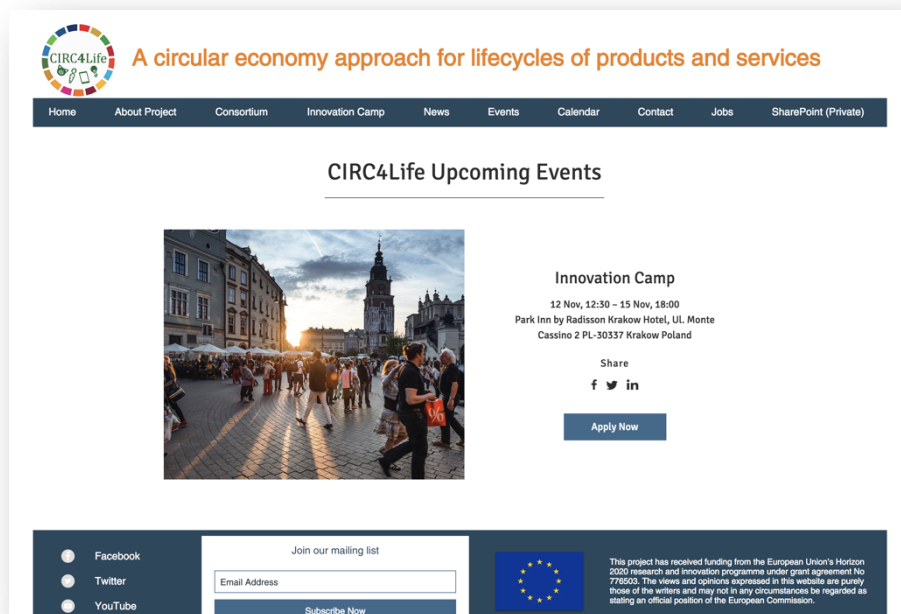 CIRC4Life
A circular economy approach for lifecycles of products and services
Home About Project Consortium Innovation Camp News Events Calendar Contact Jobs SharePoint (Private)
CIRC4Life Upcoming Events
%
Innovation Camp
12 Nov, 12:30 – 15 Nov, 18:00
Park Inn by Radisson Krakow Hotel, Ul. Monte
Cassino 2 PL-30337 Krakow Poland
Share
Apply Now
Facebook
Twitter
YouTube
Join our mailing list
Email Address
Subscribe Now
This project has received funding from the European Union's Horizon
2020 research and innovation programme under grant agreement No
776503. The views and opinions expressed in this website are purely
those of the writers and may not in any circumstances be regarded as
stating an official position of the European Commission.